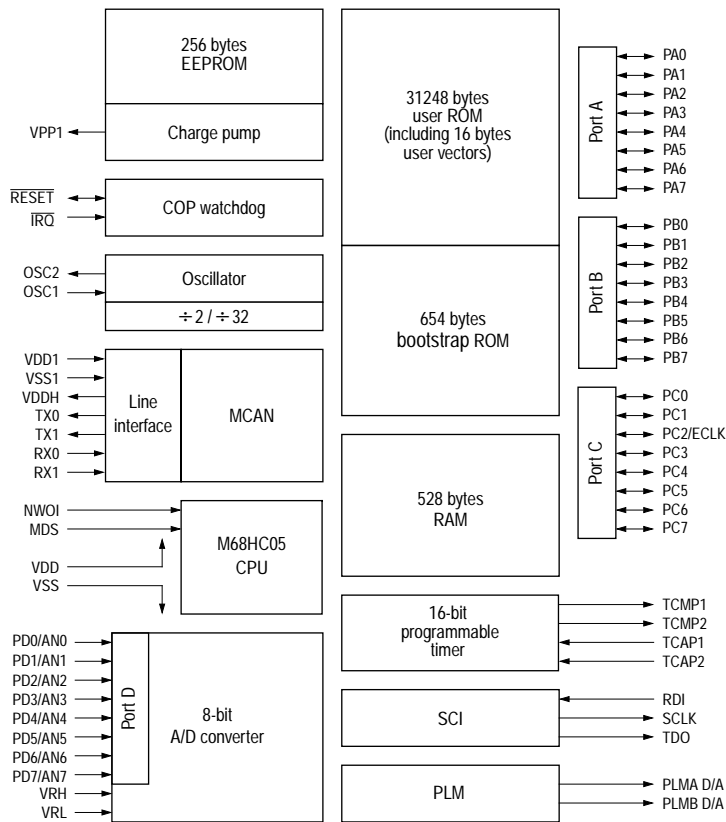 256 bytes
EEPROM
VPP1
Charge pump
RESET
IRQ
COP watchdog
OSC2
OSC1
Oscillator
÷ 2 / ÷ 32
VDD1
VSS1
VDDH
TX0
TX1
RX0
RX1
Line
interface
MCAN
NWOI
MDS
VDD
VSS
M68HC05
CPU
PD0/AN0
PD1/AN1
PD2/AN2
PD3/AN3
PD4/AN4
PD5/AN5
PD6/AN6
PD7/AN7
VRH
VRL
Port D
8-bit
A/D converter
31248 bytes
user ROM
(including 16 bytes
user vectors)
654 bytes
bootstrap ROM
528 bytes
RAM
16-bit
programmable
timer
SCI
PLM
Port A
PA0
PA1
PA2
PA3
PA4
PA5
PA6
PA7
Port B
PB0
PB1
PB2
PB3
PB4
PB5
PB6
PB7
Port C
PC0
PC1
PC2/ECLK
PC3
PC4
PC5
PC6
PC7
TCMP1
TCMP2
TCAP1
TCAP2
RDI
SCLK
TDO
PLMA D/A
PLMB D/A